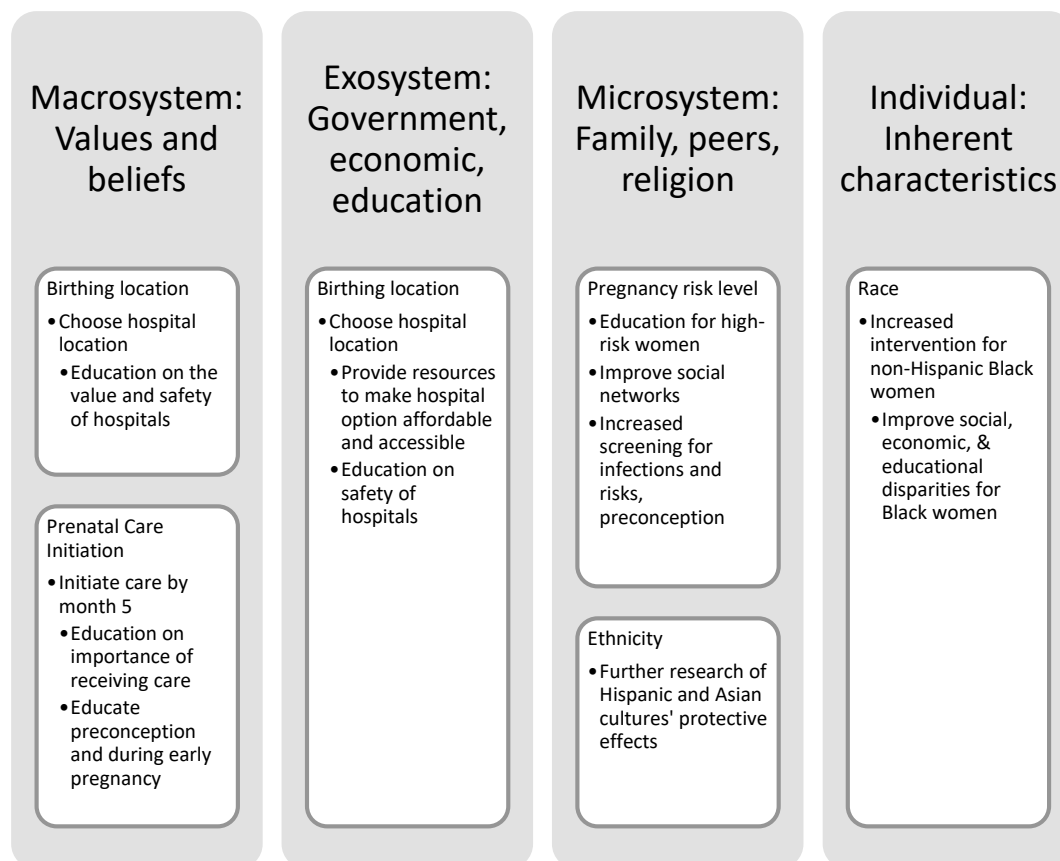 Macrosystem:
Values and
beliefs
Birthing location
•Choose hospital
location
•Education on the
value and safety
of hospitals
Prenatal Care
Initiation
•Initiate care by
month 5
•Education on
importance of
receiving care
•Educate
preconception
and during early
pregnancy
Exosystem:
Government,
economic,
education
Birthing location
•Choose hospital
location
•Provide resources
to make hospital
option affordable
and accessible
•Education on
safety of
hospitals
Microsystem:
Family, peers,
religion
Pregnancy risk level
•Education for high-
risk women
•Improve social
networks
•Increased
screening for
infections and
risks,
preconception
Ethnicity
•Further research of
Hispanic and Asian
cultures' protective
effects
Individual:
Inherent
characteristics
Race
•Increased
intervention for
non-Hispanic Black
women
•Improve social,
economic, &
educational
disparities for
Black women